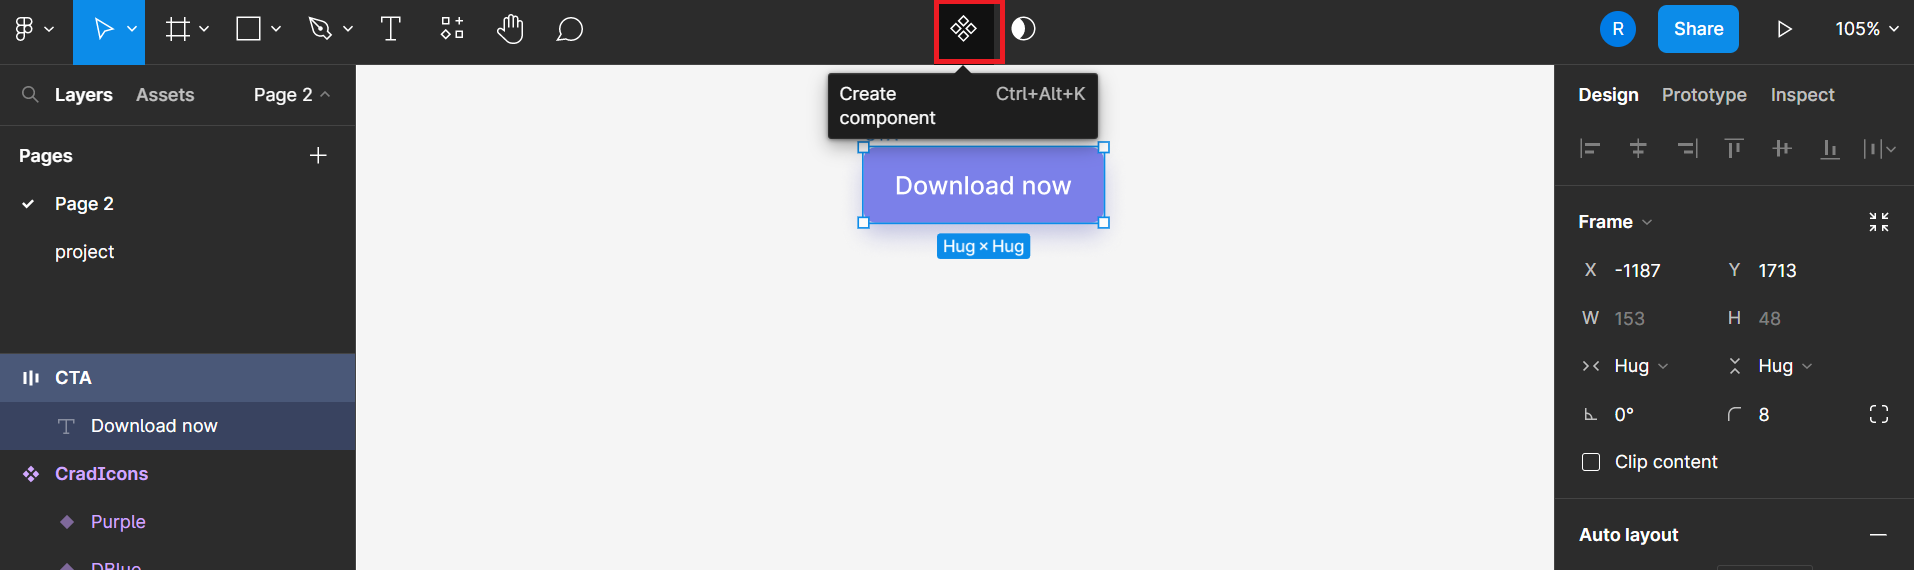 R
Share
105%
Layers
Assets
Page 2
Create component
Ctrl+Alt+K
Design
Prototype
Inspect
Pages
Page 2
project
Download now
Hug × Hug
Frame
X -1187
Y 1713
W 153
H 48
Hug
Hug
0°
8
Clip content
CTA
Download now
CradIcons
Purple
DBlue
Auto layout